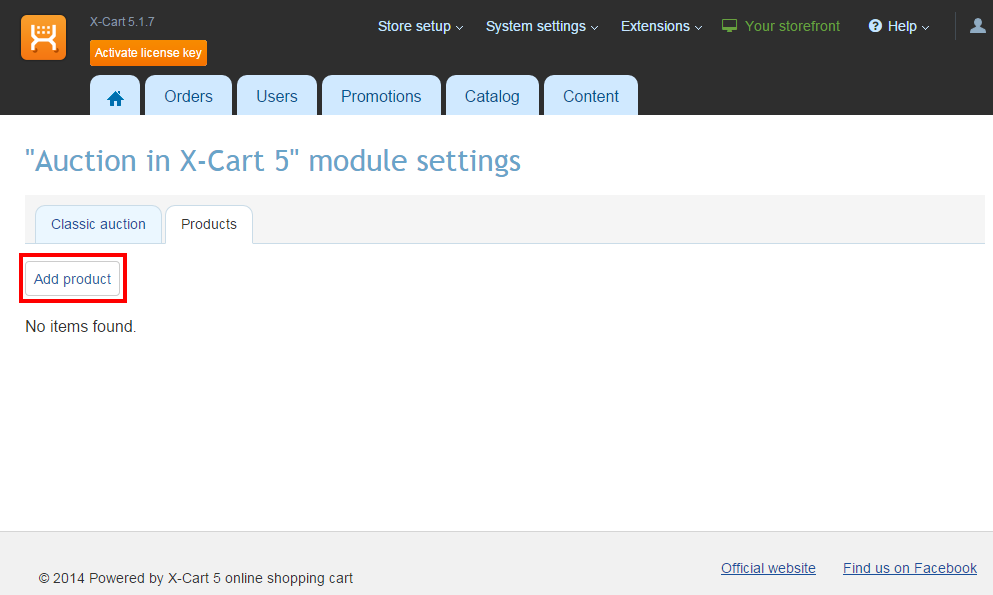 X-Cart 5.1.7
Activate license key
Store setup System settings Extensions Your storefront ? Help
Orders Users Promotions Catalog Content
"Auction in X-Cart 5" module settings
Classic auction Products
Add product
No items found.
© 2014 Powered by X-Cart 5 online shopping cart
Official website Find us on Facebook